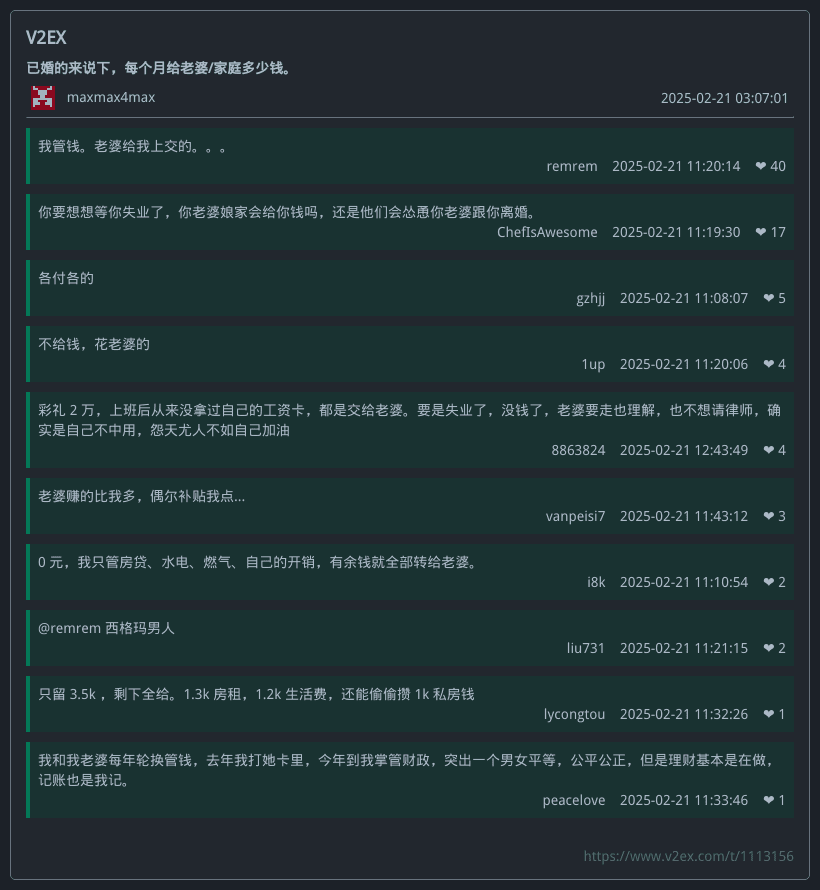 V2EX
已婚的来说下，每个月给老婆/家庭多少钱。
maxmax4max
2025-02-21 03:07:01
我管钱。老婆给我上交的。。。
remrem 2025-02-21 11:20:14 ❤ 40
你要想想等你失业了，你老婆娘家会给你钱吗，还是他们会怂恿你老婆跟你离婚。
ChefIsAwesome 2025-02-21 11:19:30 ❤ 17
各付各的
gzhjj 2025-02-21 11:08:07 ❤ 5
不给钱，花老婆的
1up 2025-02-21 11:20:06 ❤ 4
彩礼 2 万，上班后从来没拿过自己的工资卡，都是交给老婆。要是失业了，没钱了，老婆要走也理解，也不想请律师，确
实是自己不中用，怨天尤人不如自己加油
8863824 2025-02-21 12:43:49 ❤ 4
老婆赚的比我多，偶尔补贴我点...
vanpeisi7 2025-02-21 11:43:12 ❤ 3
0 元，我只管房贷、水电、燃气、自己的开销，有余钱就全部转给老婆。
i8k 2025-02-21 11:10:54 ❤ 2
@remrem 西格玛男人
liu731 2025-02-21 11:21:15 ❤ 2
只留 3.5k ，剩下全给。1.3k 房租，1.2k 生活费，还能偷偷攒 1k 私房钱
lycongtou 2025-02-21 11:32:26 ❤ 1
我和我老婆每年轮换管钱，去年我打她卡里，今年到我掌管财政，突出一个男女平等，公平公正，但是理财基本是在做，
记账也是我记。
peacelove 2025-02-21 11:33:46 ❤ 1
https://www.v2ex.com/t/1113156